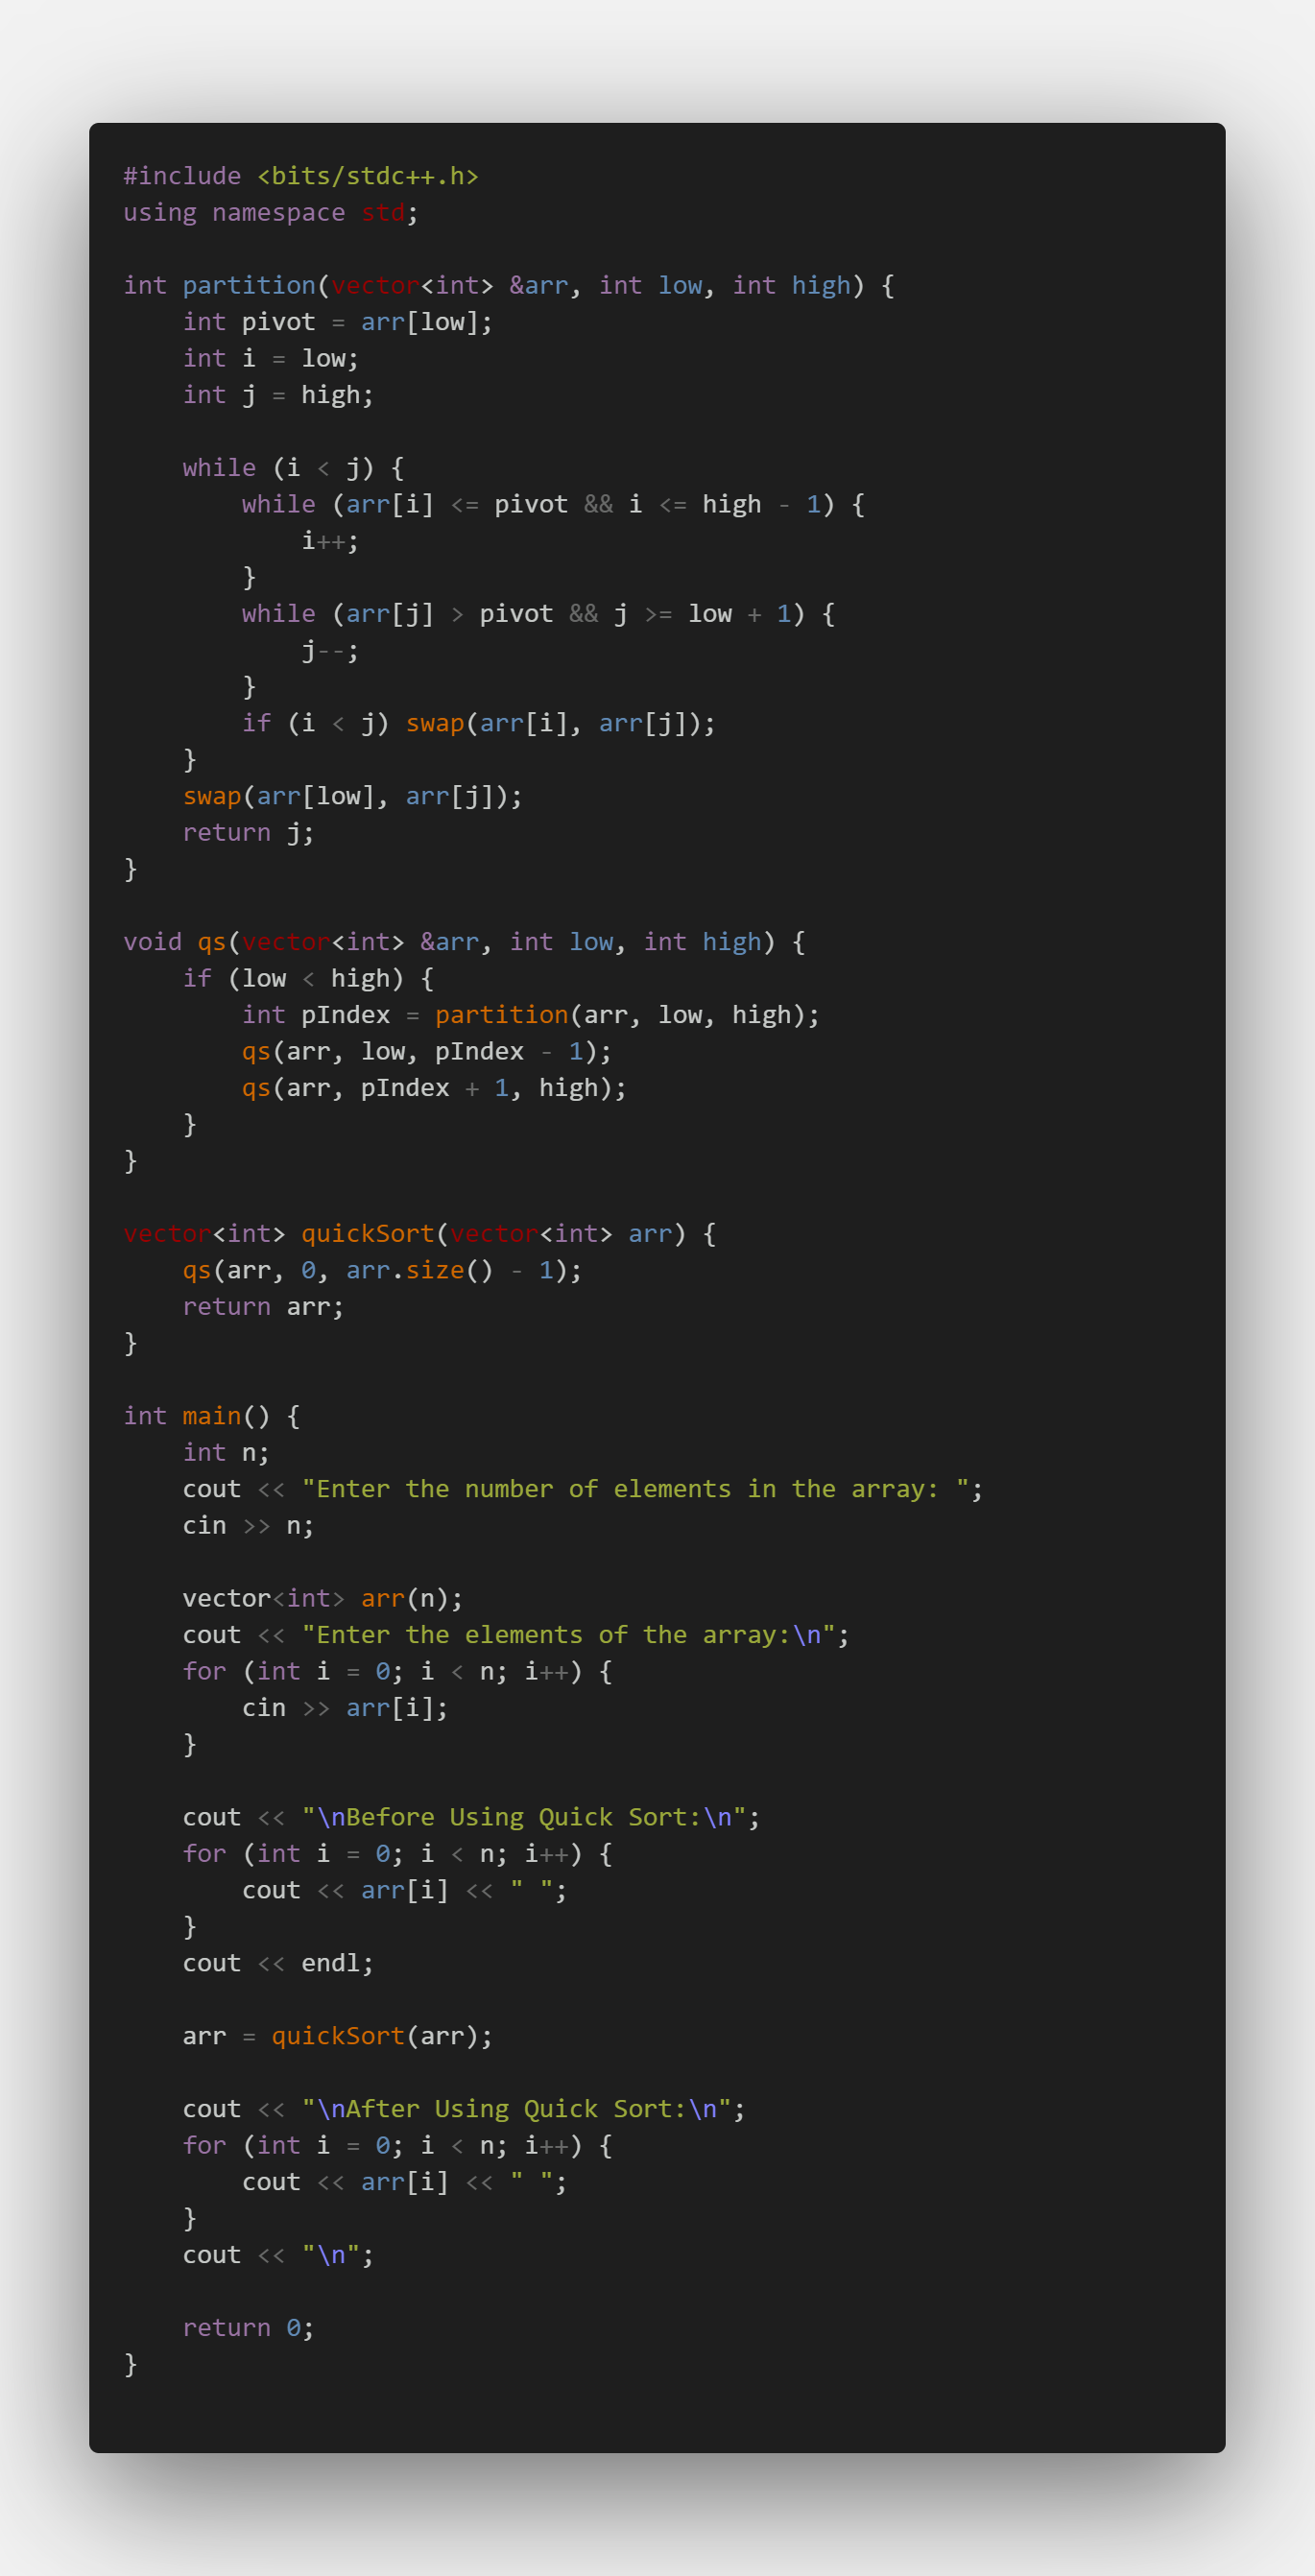 #include <bits/stdc++.h>
using namespace std;

int partition(vector<int> &arr, int low, int high) {
    int pivot = arr[low];
    int i = low;
    int j = high;

    while (i < j) {
        while (arr[i] <= pivot && i <= high - 1) {
            i++;
        }
        while (arr[j] > pivot && j >= low + 1) {
            j--;
        }
        if (i < j) swap(arr[i], arr[j]);
    }
    swap(arr[low], arr[j]);
    return j;
}

void qs(vector<int> &arr, int low, int high) {
    if (low < high) {
        int pIndex = partition(arr, low, high);
        qs(arr, low, pIndex - 1);
        qs(arr, pIndex + 1, high);
    }
}

vector<int> quickSort(vector<int> arr) {
    qs(arr, 0, arr.size() - 1);
    return arr;
}

int main() {
    int n;
    cout << "Enter the number of elements in the array: ";
    cin >> n;

    vector<int> arr(n);
    cout << "Enter the elements of the array:\n";
    for (int i = 0; i < n; i++) {
        cin >> arr[i];
    }

    cout << "\nBefore Using Quick Sort:\n";
    for (int i = 0; i < n; i++) {
        cout << arr[i] << " ";
    }
    cout << endl;

    arr = quickSort(arr);

    cout << "\nAfter Using Quick Sort:\n";
    for (int i = 0; i < n; i++) {
        cout << arr[i] << " ";
    }
    cout << "\n";

    return 0;
}